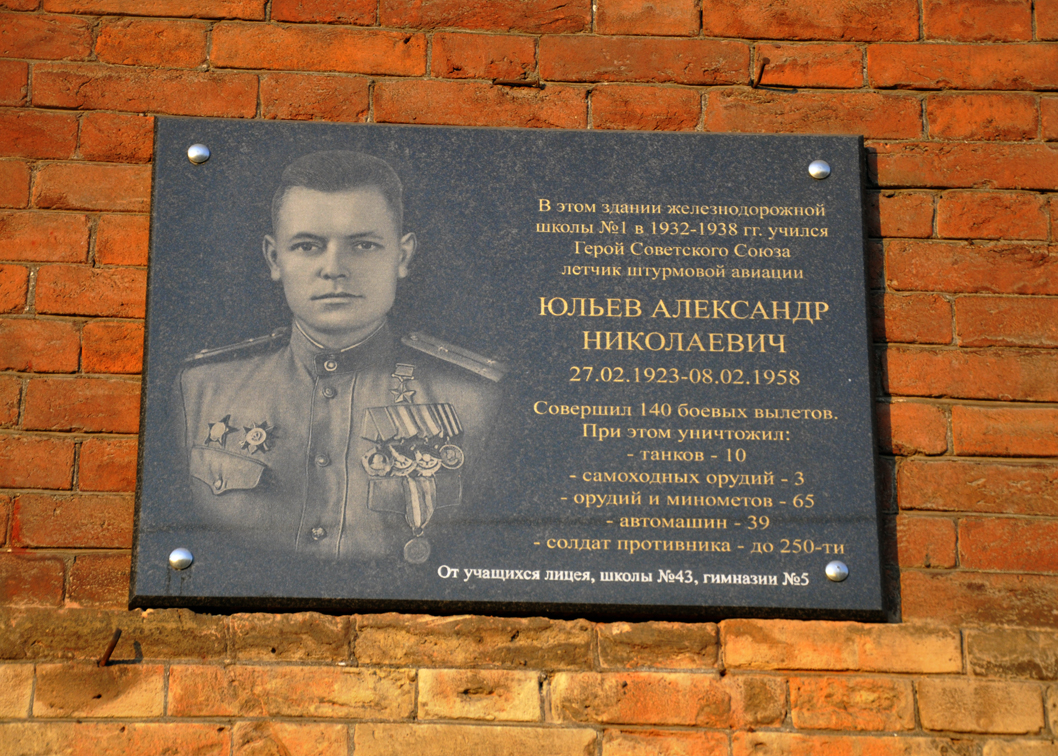 В этом здании железнодорожной
школы №1 в 1932-1938 гг. учился
Герой Советского Союза
летчик штурмовой авиации
ЮЛЬЕВ АЛЕКСАНДР
НИКОЛАЕВИЧ
27.02.1923-08.02.1958
Совершил 140 боевых вылетов.
При этом уничтожил:
- танков - 10
- самоходных орудий - 3
- орудий и минометов - 65
- автомашин - 39
- солдат противника - до 250-ти
От учащихся лицея, школы №43, гимназии №5